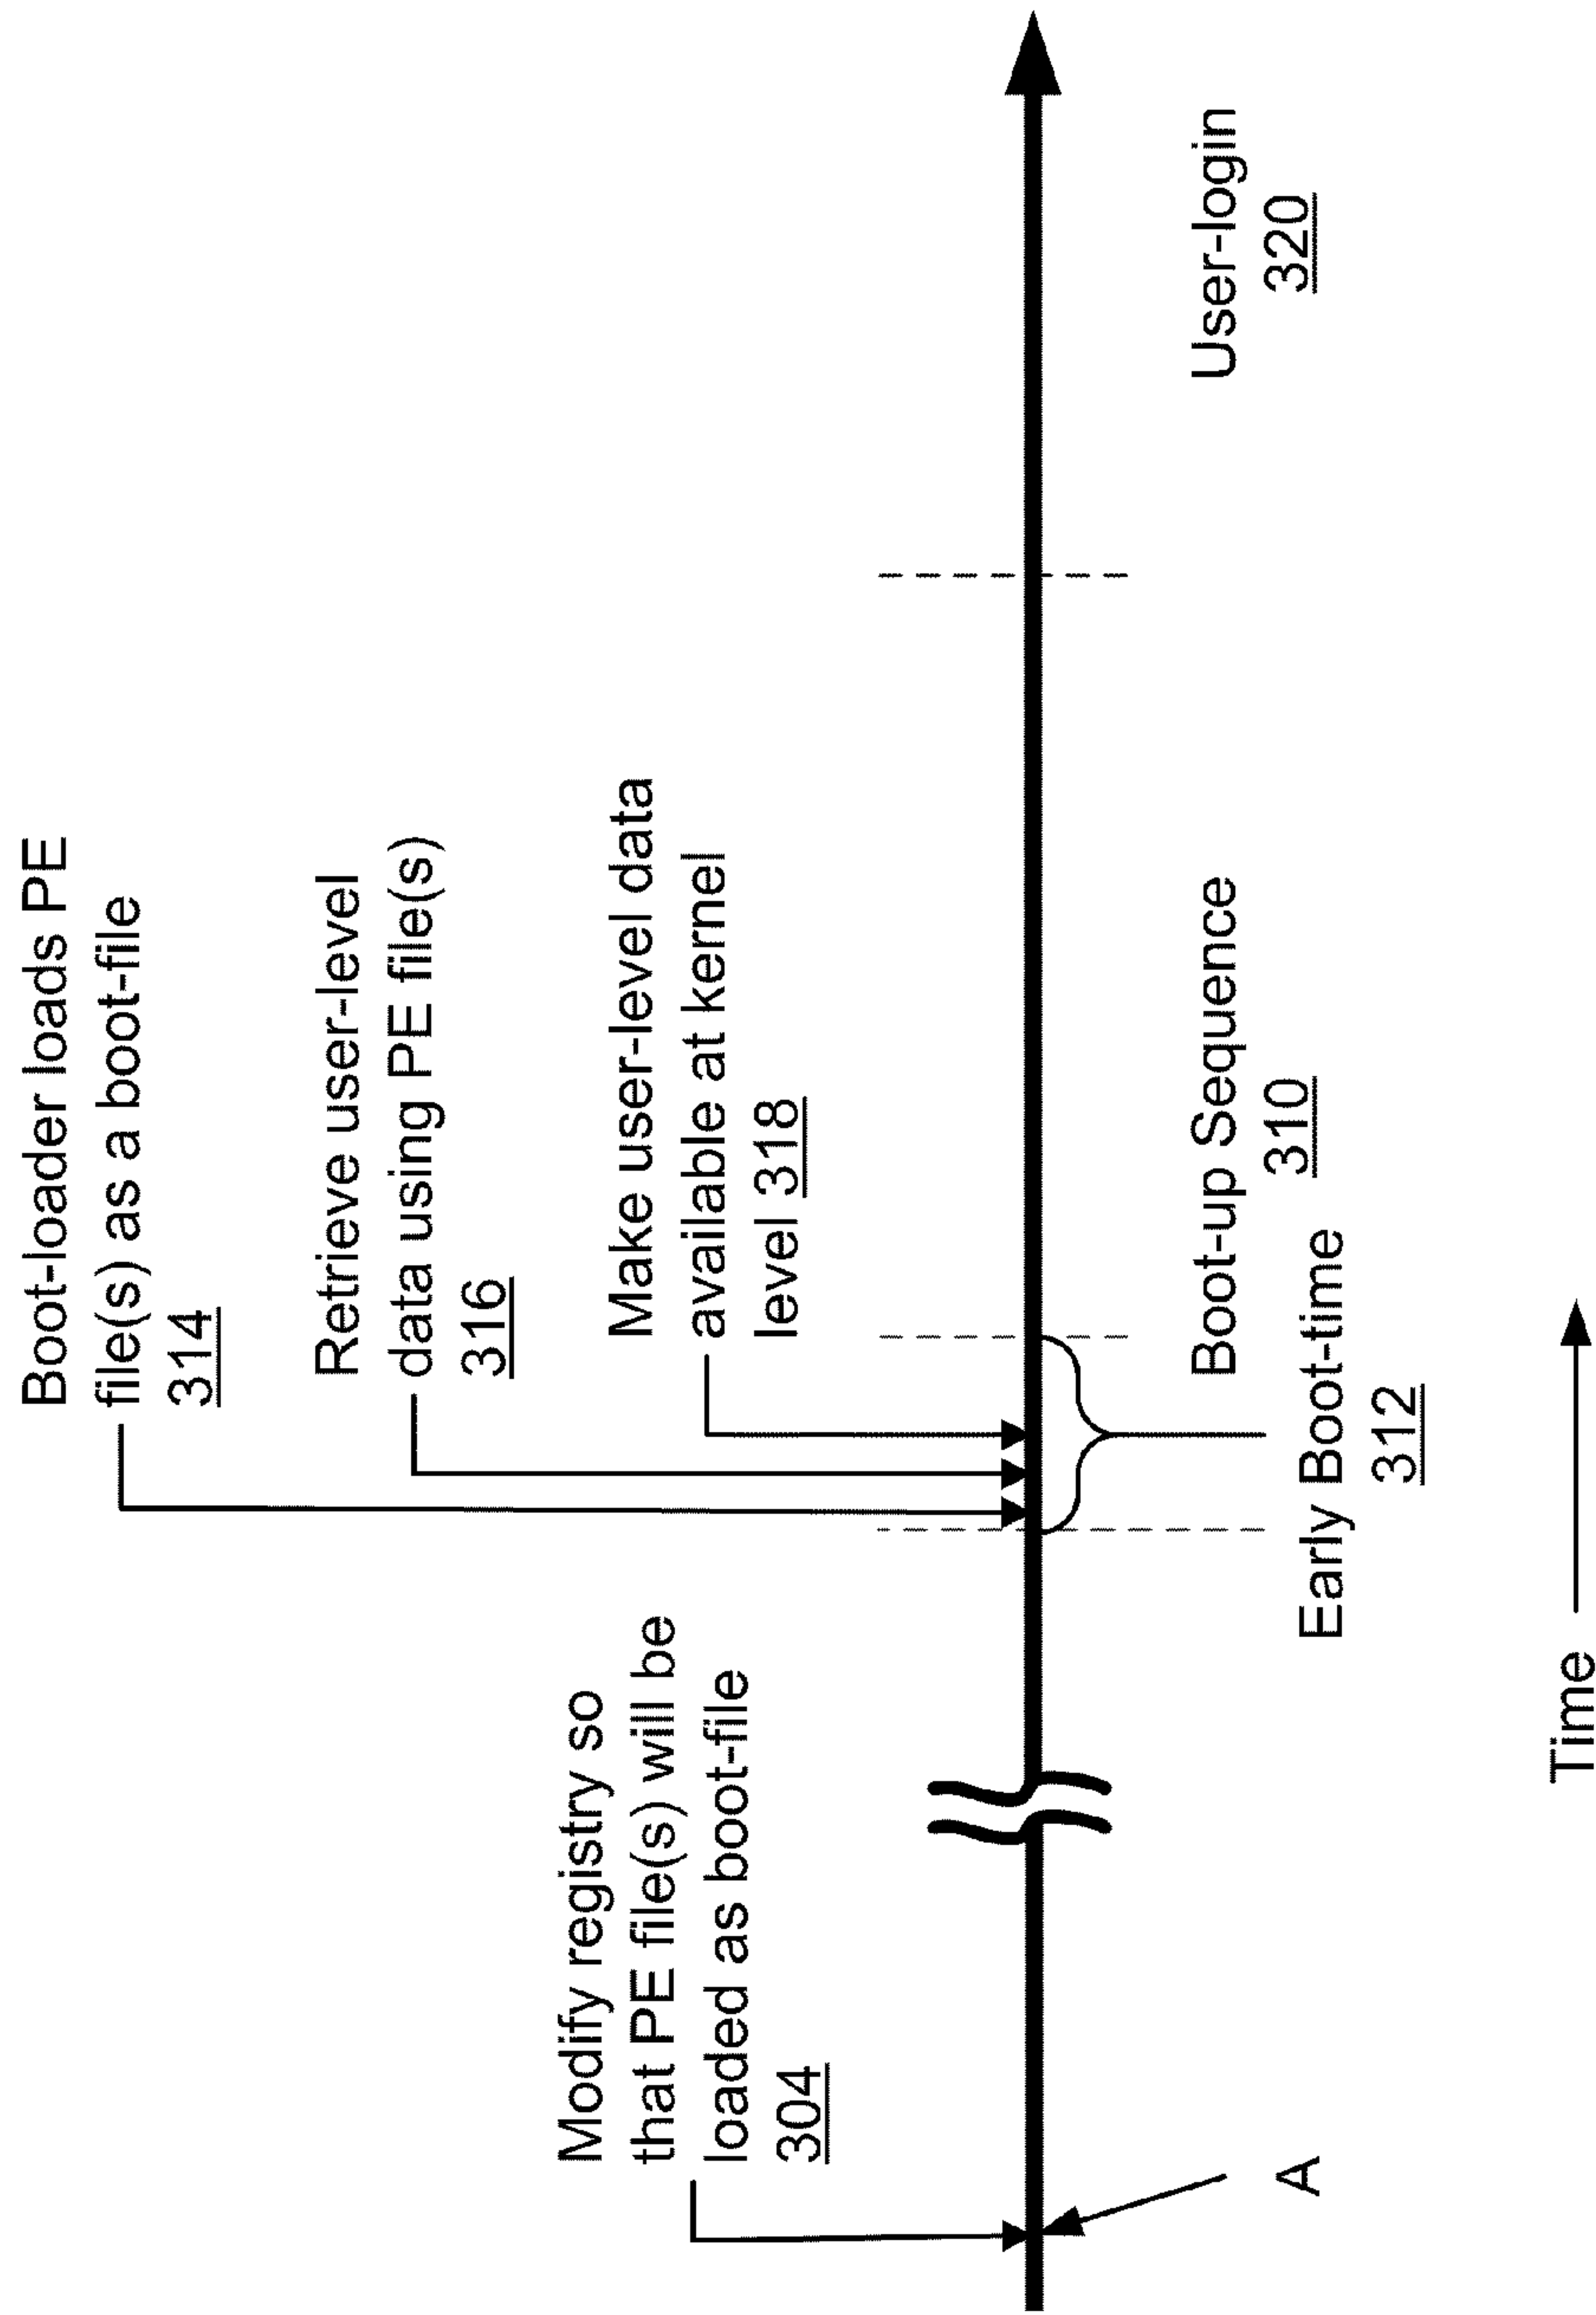 Boot-loader loads PE
file(s) as a boot-file
314
Retrieve user-level
data using PE file(s)
316
Modify registry so
that PE file(s) will be
loaded as boot-file
304
Make user-level data
available at kernel
level 318
A
Boot-up Sequence
310
Early Boot-time
312
User-login
320
Time